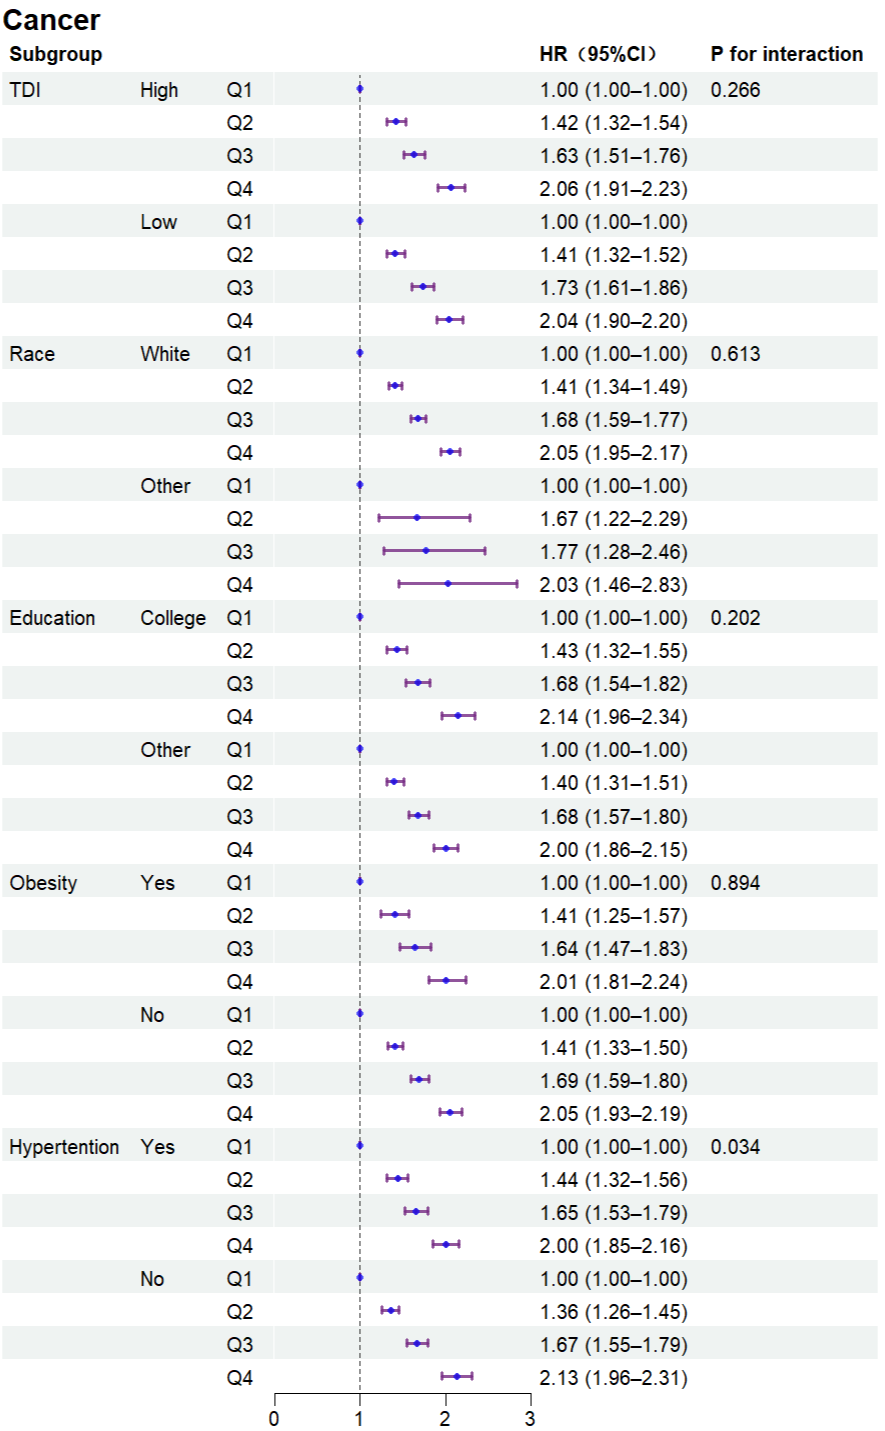 Cancer
Subgroup HR（95%CI） P for interaction
TDI High Q1 1.00 (1.00–1.00) 0.266
Q2 1.42 (1.32–1.54)
Q3 1.63 (1.51–1.76)
Q4 2.06 (1.91–2.23)
Low Q1 1.00 (1.00–1.00)
Q2 1.41 (1.32–1.52)
Q3 1.73 (1.61–1.86)
Q4 2.04 (1.90–2.20)
Race White Q1 1.00 (1.00–1.00) 0.613
Q2 1.41 (1.34–1.49)
Q3 1.68 (1.59–1.77)
Q4 2.05 (1.95–2.17)
Other Q1 1.00 (1.00–1.00)
Q2 1.67 (1.22–2.29)
Q3 1.77 (1.28–2.46)
Q4 2.03 (1.46–2.83)
Education College Q1 1.00 (1.00–1.00) 0.202
Q2 1.43 (1.32–1.55)
Q3 1.68 (1.54–1.82)
Q4 2.14 (1.96–2.34)
Other Q1 1.00 (1.00–1.00)
Q2 1.40 (1.31–1.51)
Q3 1.68 (1.57–1.80)
Q4 2.00 (1.86–2.15)
Obesity Yes Q1 1.00 (1.00–1.00) 0.894
Q2 1.41 (1.25–1.57)
Q3 1.64 (1.47–1.83)
Q4 2.01 (1.81–2.24)
No Q1 1.00 (1.00–1.00)
Q2 1.41 (1.33–1.50)
Q3 1.69 (1.59–1.80)
Q4 2.05 (1.93–2.19)
Hypertention Yes Q1 1.00 (1.00–1.00) 0.034
Q2 1.44 (1.32–1.56)
Q3 1.65 (1.53–1.79)
Q4 2.00 (1.85–2.16)
No Q1 1.00 (1.00–1.00)
Q2 1.36 (1.26–1.45)
Q3 1.67 (1.55–1.79)
Q4 2.13 (1.96–2.31)
0 1 2 3